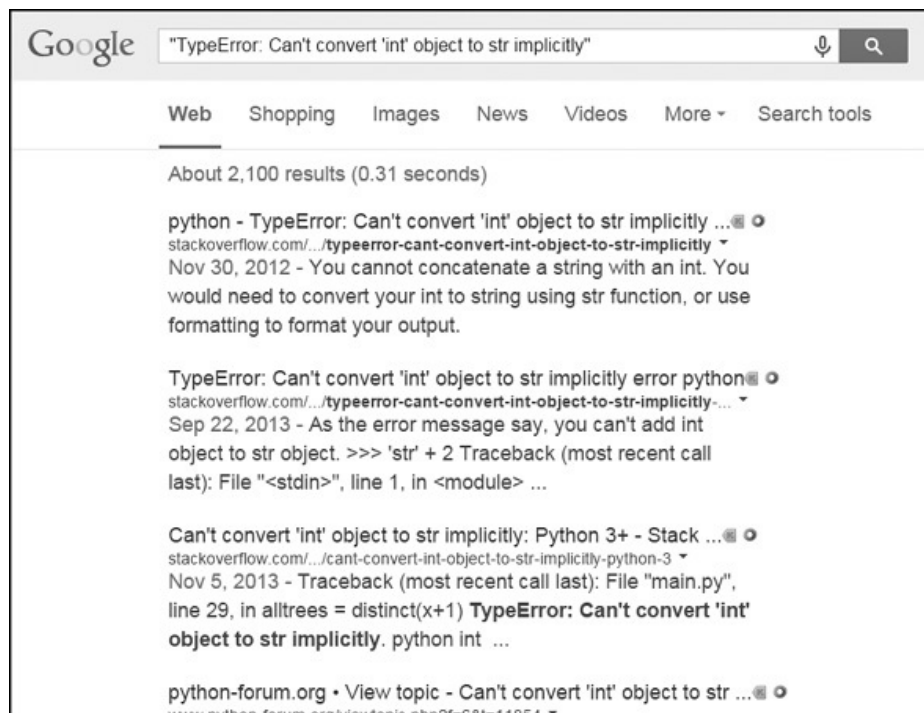 Google "TypeError: Can't convert 'int' object to str implicitly"
Web Shopping Images News Videos More Search tools
About 2,100 results (0.31 seconds)
python - TypeError: Can't convert 'int' object to str implicitly ...
stackoverflow.com/.../typeerror-cant-convert-int-object-to-str-implicitly
Nov 30, 2012 - You cannot concatenate a string with an int. You
would need to convert your int to string using str function, or use
formatting to format your output.
TypeError: Can't convert 'int' object to str implicitly error python
stackoverflow.com/.../typeerror-cant-convert-int-object-to-str-implicitly-...
Sep 22, 2013 - As the error message say, you can't add int
object to str object. >>> 'str' + 2 Traceback (most recent call
last): File "<stdin>", line 1, in <module> ...
Can't convert 'int' object to str implicitly: Python 3+ - Stack ...
stackoverflow.com/.../cant-convert-int-object-to-str-implicitly-python-3
Nov 5, 2013 - Traceback (most recent call last): File "main.py",
line 29, in alltrees = distinct(x+1) TypeError: Can't convert 'int'
object to str implicitly. python int ...
python-forum.org • View topic - Can't convert 'int' object to str ...